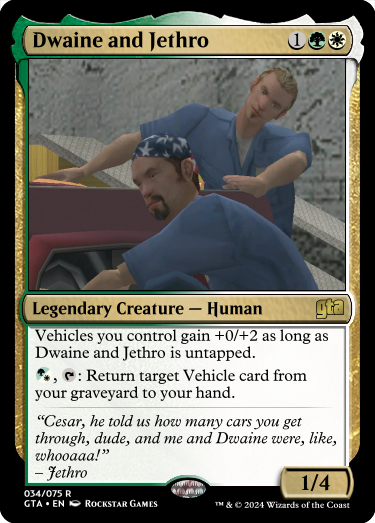 Dwaine and Jethro 1
Legendary Creature — Human gta
Vehicles you control gain +0/+2 as long as
Dwaine and Jethro is untapped.
, : Return target Vehicle card from
your graveyard to your hand.
“Cesar, he told us how many cars you get
through, dude, and me and Dwaine were, like,
whoaaa!”
– Jethro
1/4
034/075 R
GTA • EN Rockstar Games ™ & © 2024 Wizards of the Coast